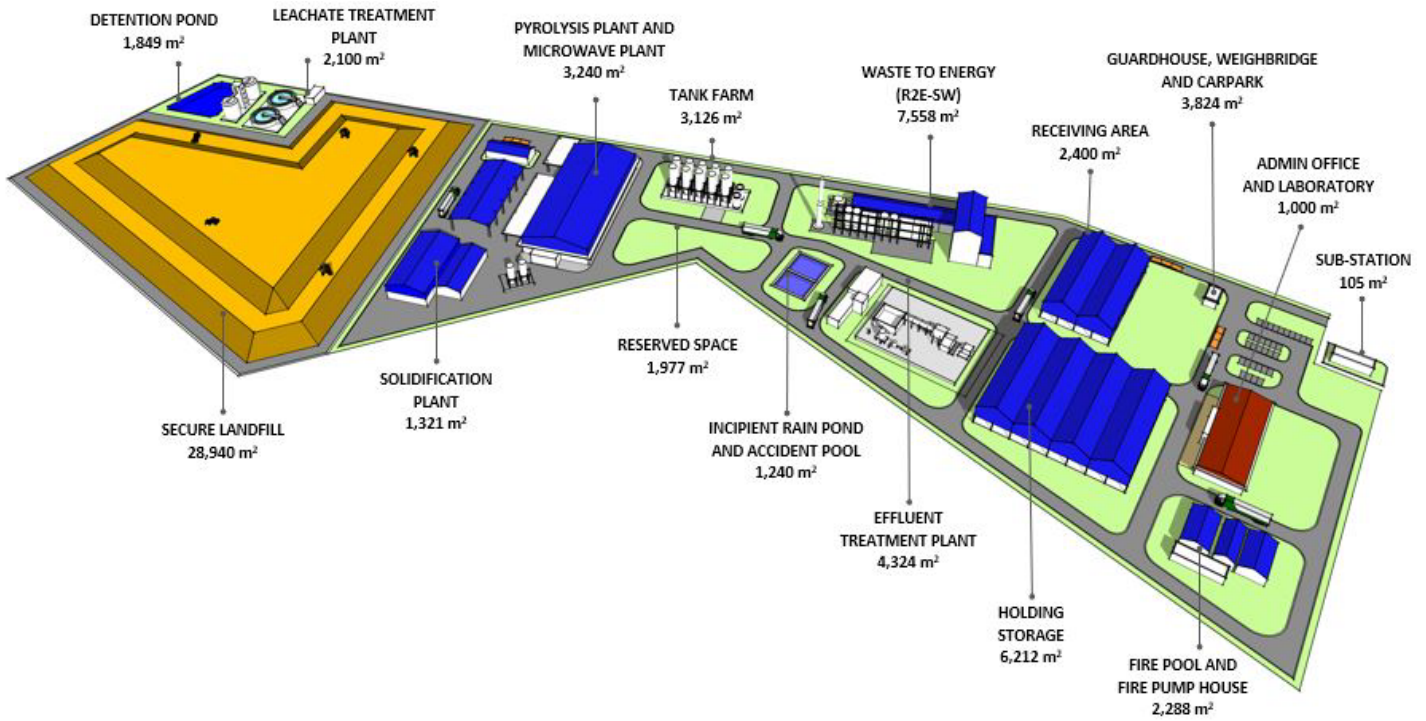 DETENTION POND
1,849 m²
LEACHATE TREATMENT
PLANT
2,100 m²
PYROLYSIS PLANT AND
MICROWAVE PLANT
3,240 m²
TANK FARM
3,126 m²
WASTE TO ENERGY
(R2E-SW)
7,558 m²
RECEIVING AREA
2,400 m²
GUARDHOUSE, WEIGHBRIDGE
AND CARPARK
3,824 m²
ADMIN OFFICE
AND LABORATORY
1,000 m²
SUB-STATION
105 m²
SECURE LANDFILL
28,940 m²
SOLIDIFICATION
PLANT
1,321 m²
RESERVED SPACE
1,977 m²
INCIPIENT RAIN POND
AND ACCIDENT POOL
1,240 m²
EFFLUENT
TREATMENT PLANT
4,324 m²
HOLDING
STORAGE
6,212 m²
FIRE POOL AND
FIRE PUMP HOUSE
2,288 m²